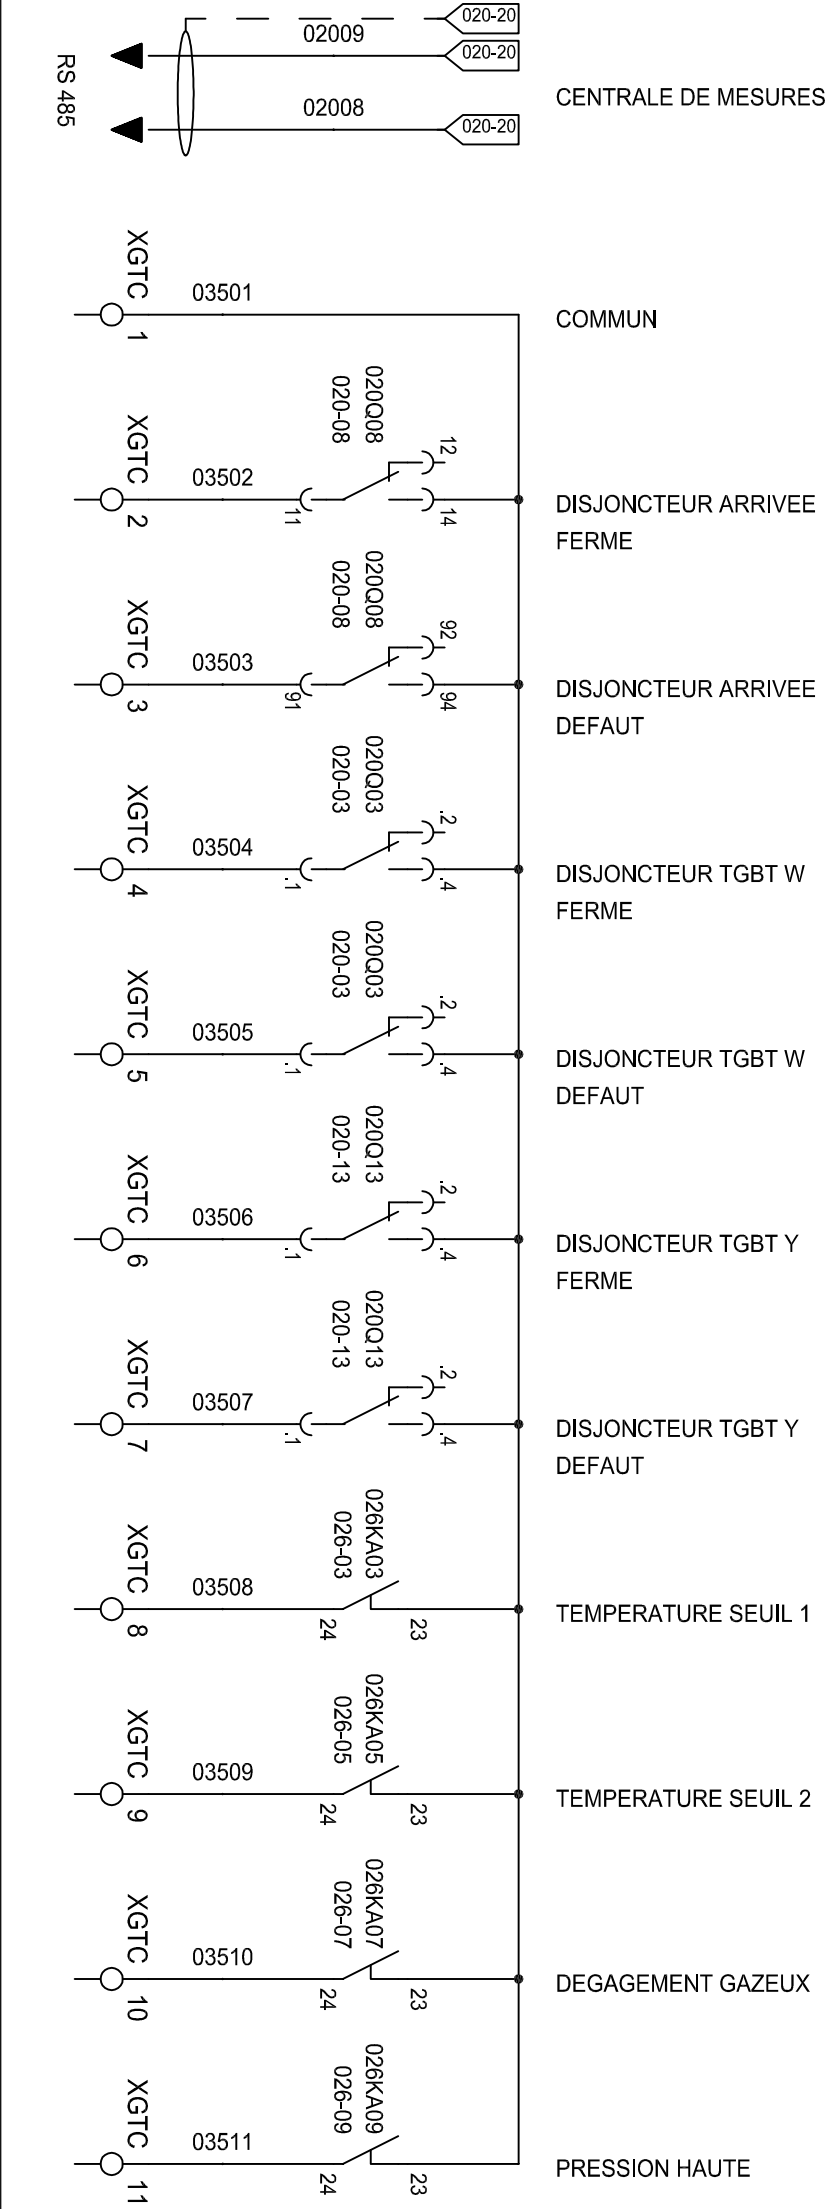 020-20
02009
020-20
02008
020-20
RS 485
CENTRALE DE MESURES
XGTC
1
03501
COMMUN
XGTC
2
03502
020Q08
020-08
11
12
14
DISJONCTEUR ARRIVEE
FERME
XGTC
3
03503
020Q08
020-08
91
92
94
DISJONCTEUR ARRIVEE
DEFAUT
XGTC
4
03504
020Q03
020-03
.1
.2
.4
DISJONCTEUR TGBT W
FERME
XGTC
5
03505
020Q03
020-03
.1
.2
.4
DISJONCTEUR TGBT W
DEFAUT
XGTC
6
03506
020Q13
020-13
.1
.2
.4
DISJONCTEUR TGBT Y
FERME
XGTC
7
03507
020Q13
020-13
.1
.2
.4
DISJONCTEUR TGBT Y
DEFAUT
XGTC
8
03508
026KA03
026-03
24
23
TEMPERATURE SEUIL 1
XGTC
9
03509
026KA05
026-05
24
23
TEMPERATURE SEUIL 2
XGTC
10
03510
026KA07
026-07
24
23
DEGAGEMENT GAZEUX
XGTC
11
03511
026KA09
026-09
24
23
PRESSION HAUTE